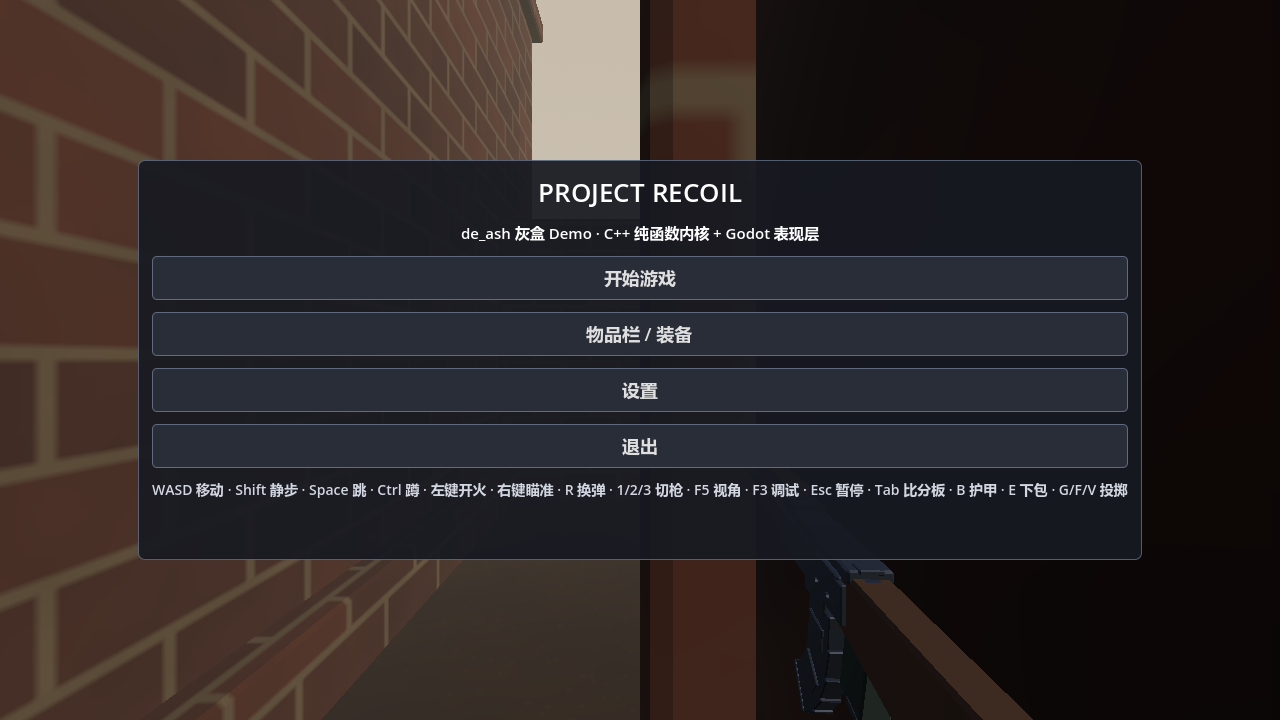 PROJECT RECOIL
de_ash 灰盒 Demo · C++ 纯函数内核 + Godot 表现层
开始游戏
物品栏 / 装备
设置
退出
WASD 移动 · Shift 静步 · Space 跳 · Ctrl 蹲 · 左键开火 · 右键瞄准 · R 换弹 · 1/2/3 切枪 · F5 视角 · F3 调试 · Esc 暂停 · Tab 比分板 · B 护甲 · E 下包 · G/F/V 投掷